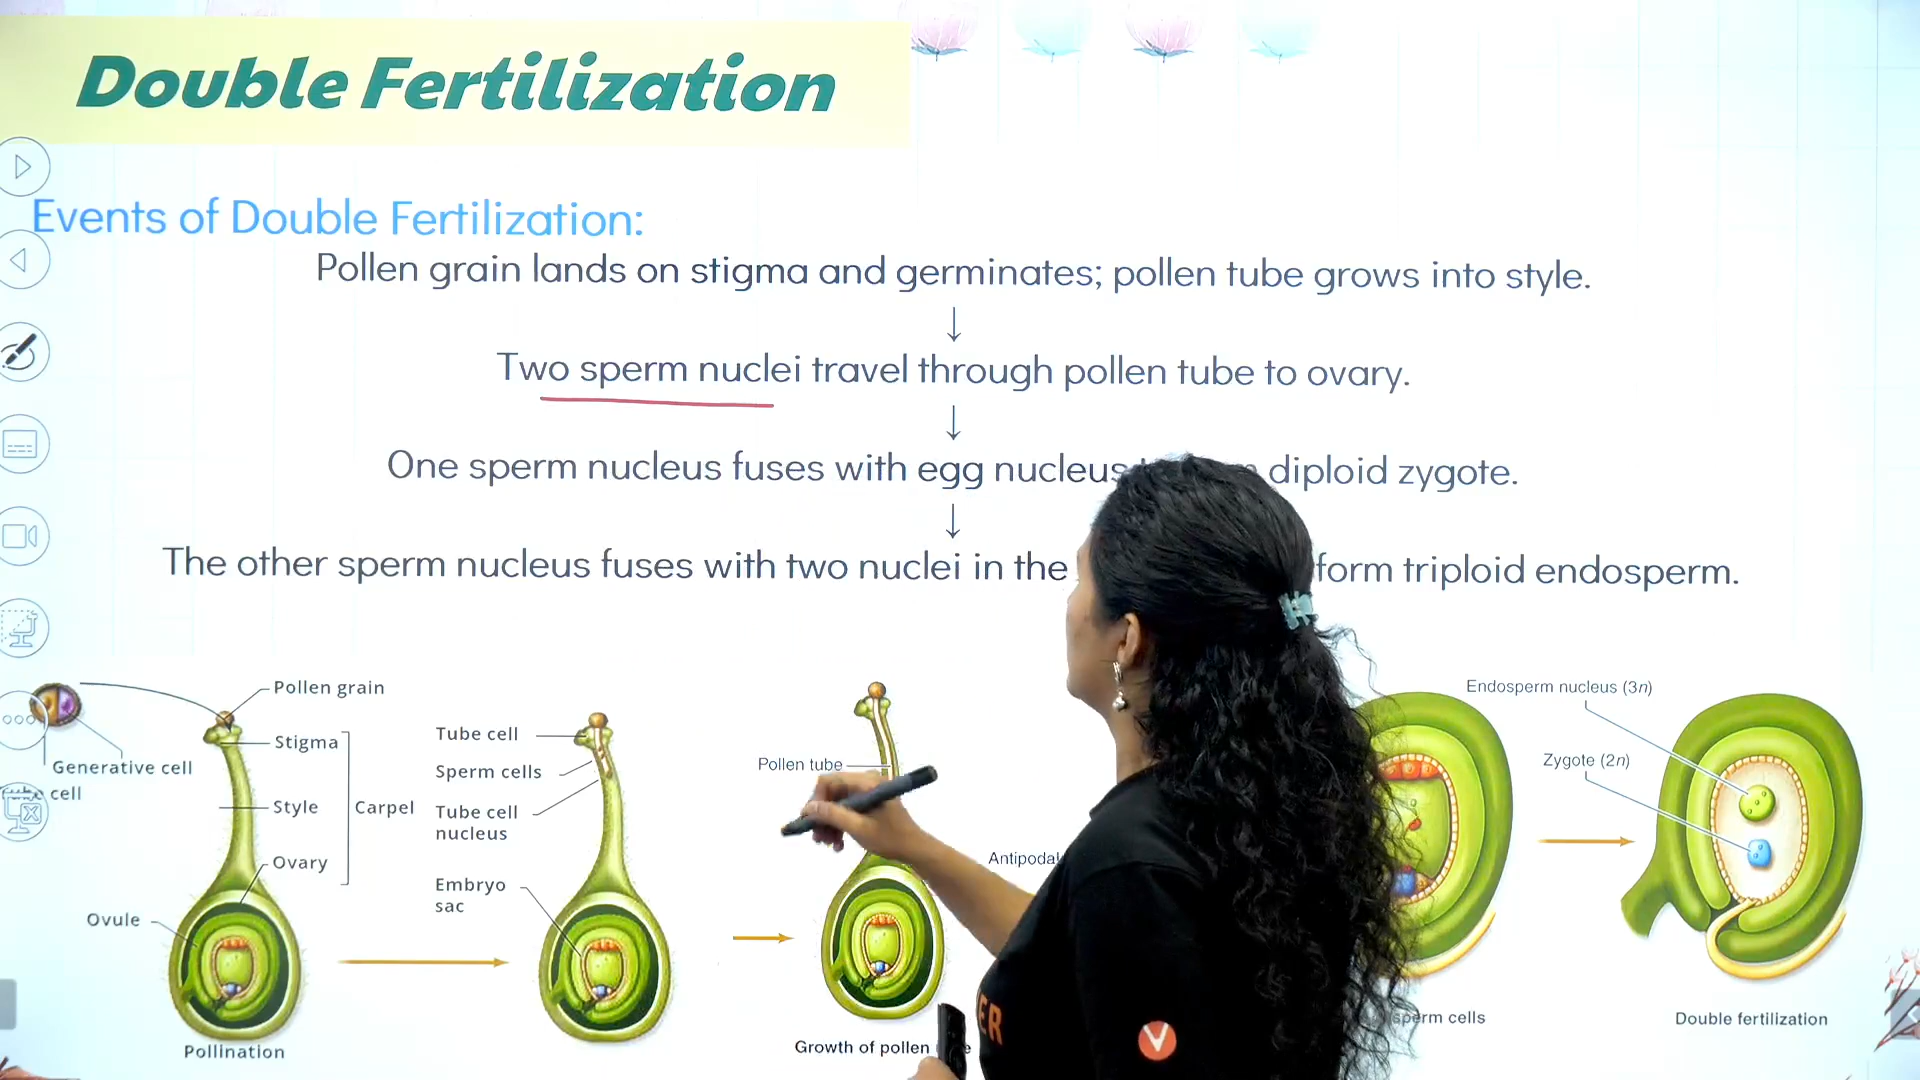 Double Fertilization
Events of Double Fertilization:
Pollen grain lands on stigma and germinates; pollen tube grows into style.
↓
Two sperm nuclei travel through pollen tube to ovary.
↓
One sperm nucleus fuses with egg nucleus diploid zygote.
↓
The other sperm nucleus fuses with two nuclei in the form triploid endosperm.
Pollen grain
Stigma
Generative cell
Tube cell
Style
Carpel
Ovary
Ovule
Pollination
Tube cell
Sperm cells
Tube cell
nucleus
Embryo
sac
Pollen tube
Antipodal
Growth of pollen
sperm cells
Endosperm nucleus (3n)
Zygote (2n)
Double fertilization
ER
V